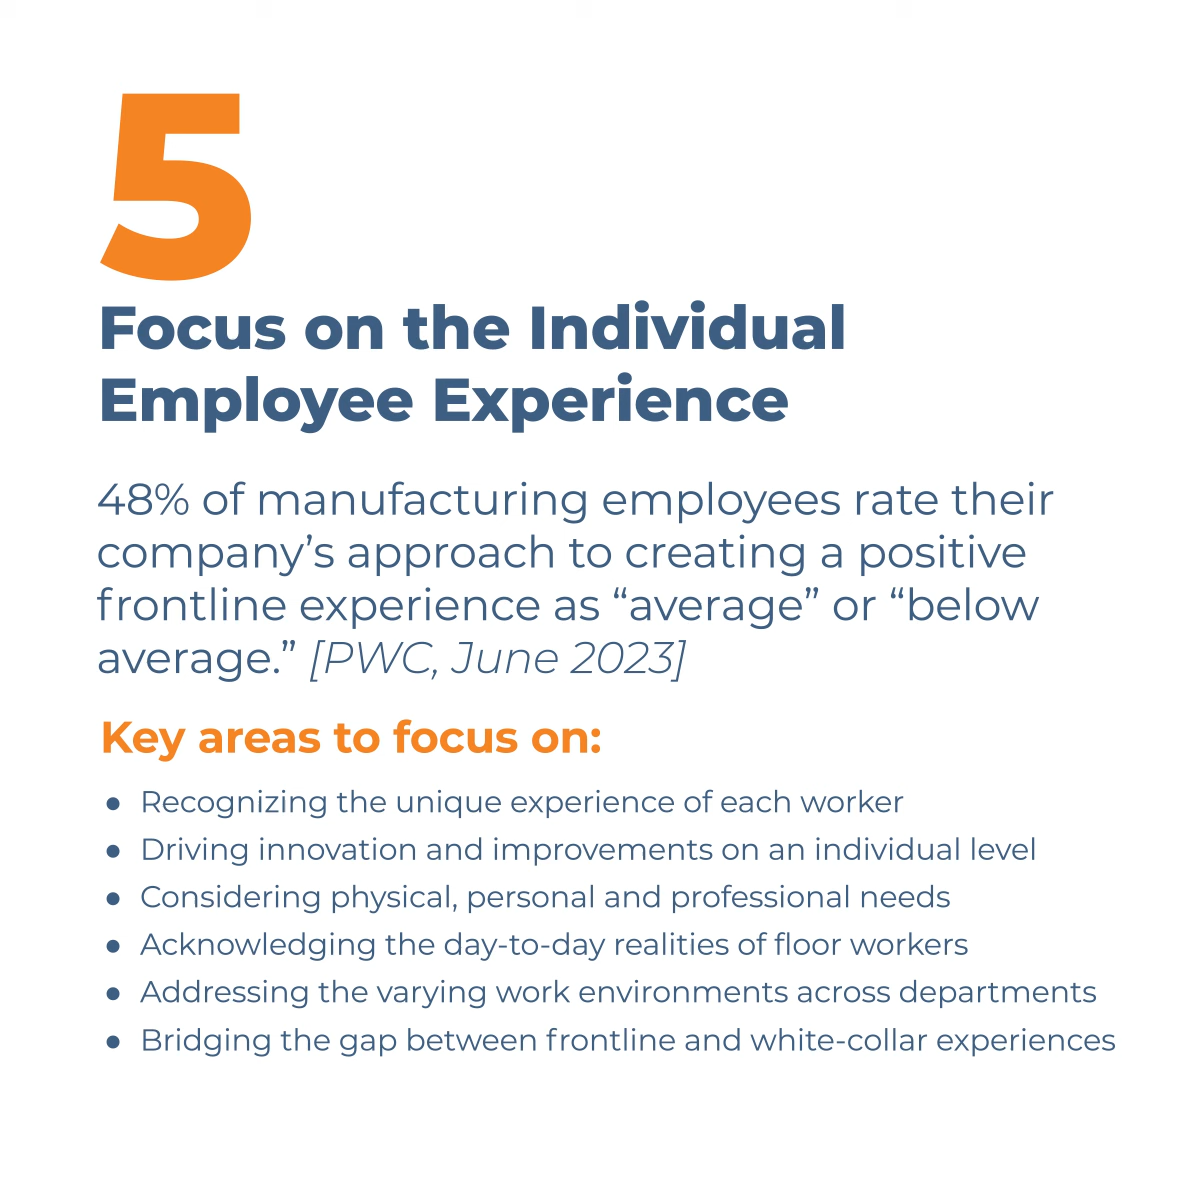 5
Focus on the Individual
Employee Experience
48% of manufacturing employees rate their
company’s approach to creating a positive
frontline experience as “average” or “below
average.” [PWC, June 2023]
Key areas to focus on:
● Recognizing the unique experience of each worker
● Driving innovation and improvements on an individual level
● Considering physical, personal and professional needs
● Acknowledging the day-to-day realities of floor workers
● Addressing the varying work environments across departments
● Bridging the gap between frontline and white-collar experiences